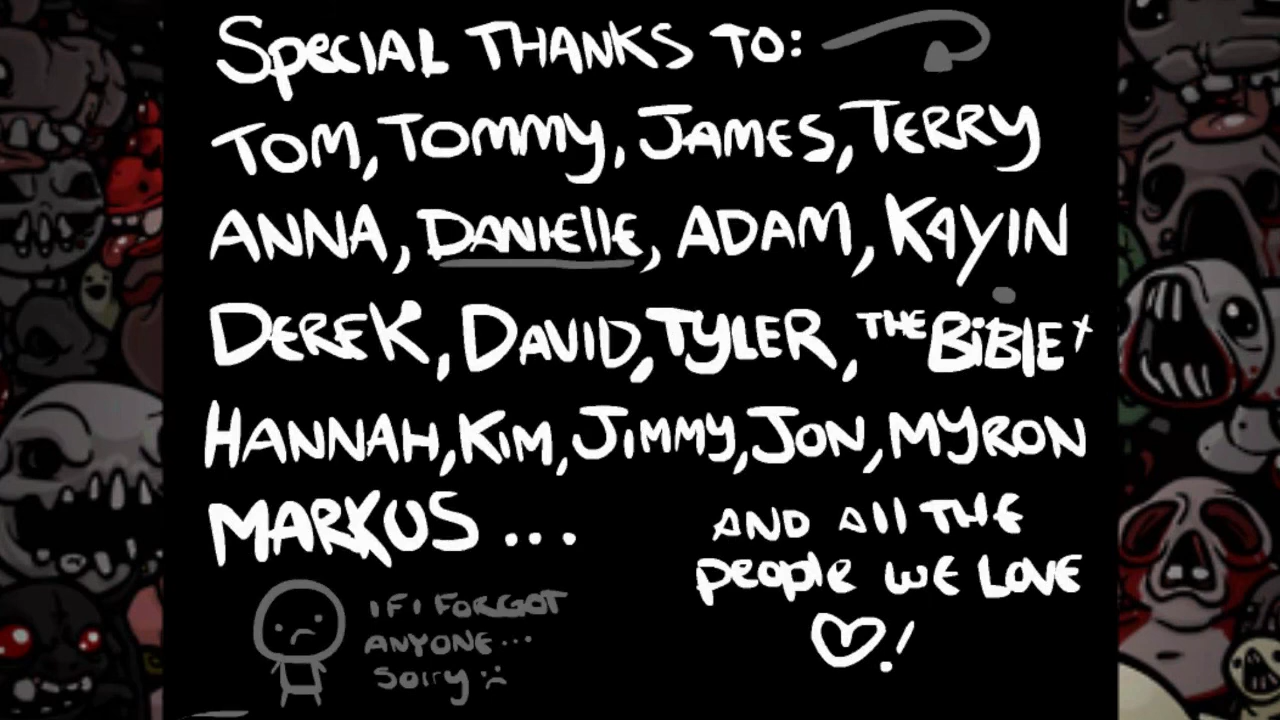 Special THANKS TO:
TOM, TOMMY, JAMES, TERRY
ANNA, DANIElle, ADAM, KAYIN
DEREK, DAVID, TYLER, THE BiBlE
HANNAH, KiM, JiMMY, JON, MYRON
MARKUS ...
AND All THE
people WE LOVE
♡!
IF I FORGOT
ANYONE...
Sorry :(